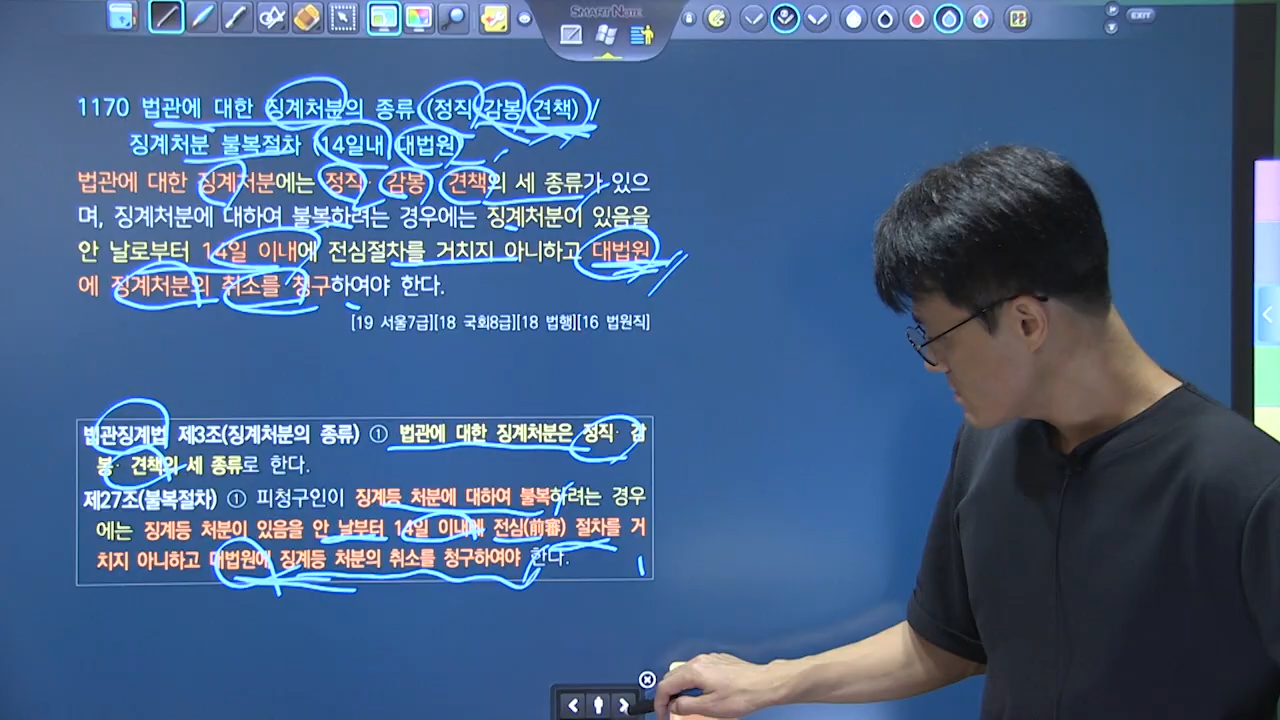 SMARTNOTE
EXIT
1170 법관에 대한 징계처분의 종류 (정직 감봉 견책) /
징계처분 불복절차 (14일내 대법원)
법관에 대한 징계처분에는 정직· 감봉· 견책의 세 종류가 있으
며, 징계처분에 대하여 불복하려는 경우에는 징계처분이 있음을
안 날로부터 14일 이내에 전심절차를 거치지 아니하고 대법원
에 징계처분의 취소를 청구하여야 한다.
[19 서울7급][18 국회8급][18 법행][16 법원직]
법관징계법 제3조(징계처분의 종류) ① 법관에 대한 징계처분은 정직· 감
봉· 견책의 세 종류로 한다.
제27조(불복절차) ① 피청구인이 징계등 처분에 대하여 불복하려는 경우
에는 징계등 처분이 있음을 안 날부터 14일 이내에 전심(前審) 절차를 거
치지 아니하고 대법원에 징계등 처분의 취소를 청구하여야 한다.